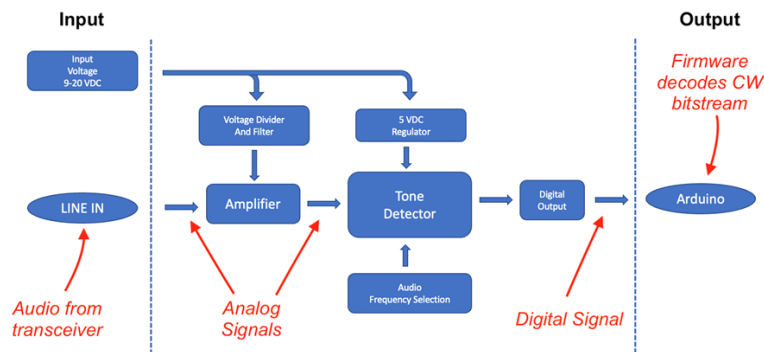 Input
Output
Input
Voltage
9-20 VDC
Firmware
decodes CW
bitstream
Voltage Divider
And Filter
5 VDC
Regulator
LINE IN
Amplifier
Tone
Detector
Digital
Output
Arduino
Audio
Frequency Selection
Audio from
transceiver
Analog
Signals
Digital Signal